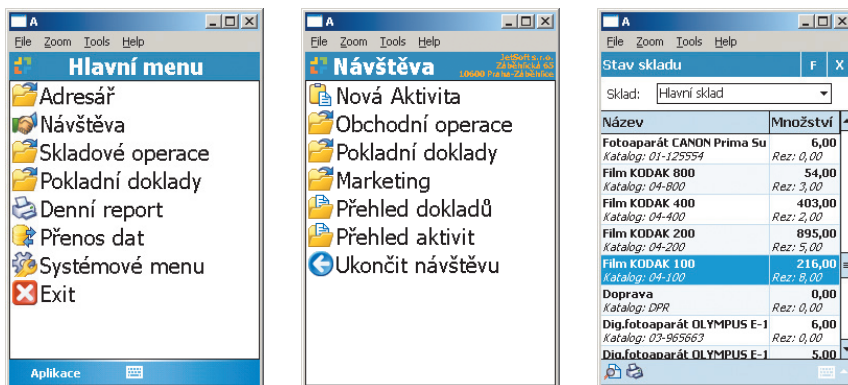 A
File Zoom Tools Help
Hlavní menu
Adresář
Návštěva
Skladové operace
Pokladní doklady
Denní report
Přenos dat
Systémové menu
Exit
Aplikace
A
File Zoom Tools Help
Návštěva
JetSoft s.r.o.
Záběhlická 65
10600 Praha-Záběhlice
Nová Aktivita
Obchodní operace
Pokladní doklady
Marketing
Přehled dokladů
Přehled aktivit
Ukončit návštěvu
A
File Zoom Tools Help
Stav skladu F X
Sklad: Hlavní sklad
Název Množství
Fotoaparát CANON Prima Su 6,00
Katalog: 01-125554 Rez: 0,00
Film KODAK 800 54,00
Katalog: 04-800 Rez: 3,00
Film KODAK 400 403,00
Katalog: 04-400 Rez: 2,00
Film KODAK 200 895,00
Katalog: 04-200 Rez: 5,00
Film KODAK 100 216,00
Katalog: 04-100 Rez: 8,00
Doprava 0,00
Katalog: DPR Rez: 0,00
Dig.fotoaparát OLYMPUS E-1 6,00
Katalog: 03-965663 Rez: 0,00
Dig.fotoaparát OLYMPUS E-1 5,00